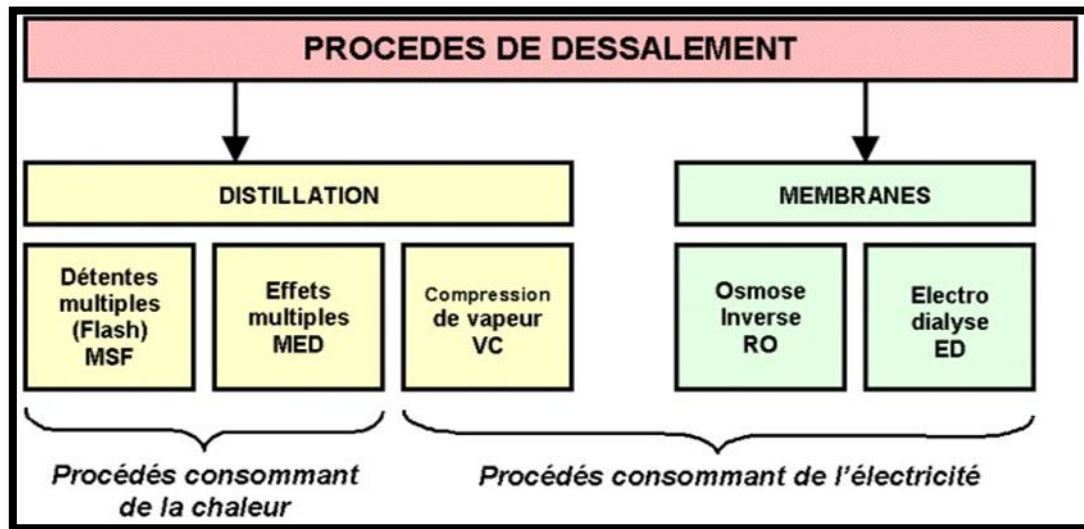 PROCEDES DE DESSALEMENT
DISTILLATION
MEMBRANES
Détentes
multiples
(Flash)
MSF
Effets
multiples
MED
Compression
de vapeur
VC
Osmose
Inverse
RO
Electro
dialyse
ED
Procédés consommant
de la chaleur
Procédés consommant de l'électricité